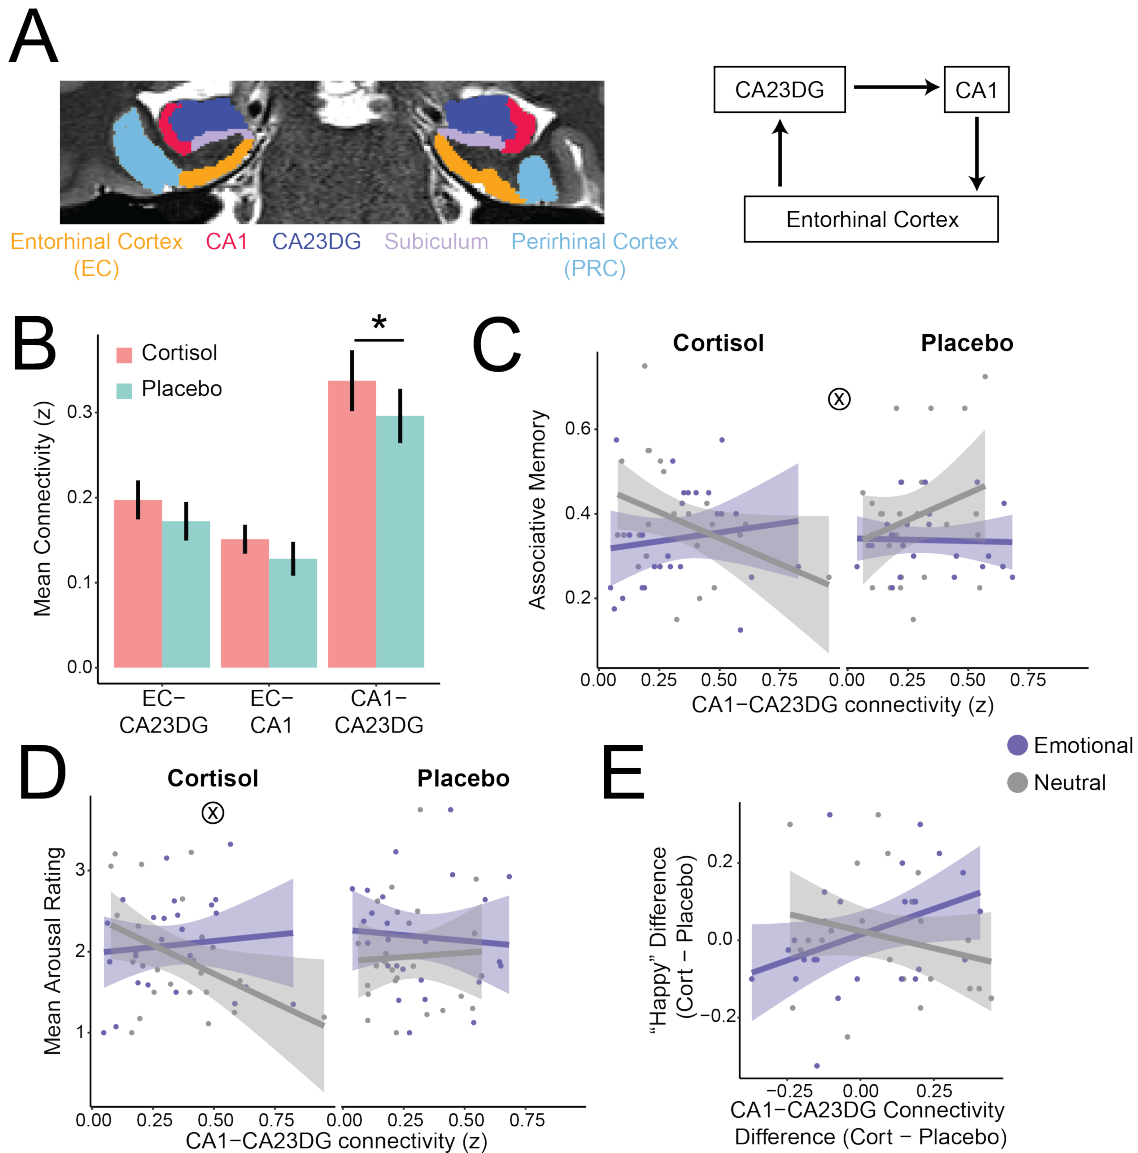 A
CA23DG
CA1
Entorhinal Cortex
Entorhinal Cortex
(EC)
CA1
CA23DG
Subiculum
Perirhinal Cortex
(PRC)
B
Cortisol
Placebo
*
Mean Connectivity (z)
0.3
0.2
0.1
0.0
EC−
CA23DG
EC−
CA1
CA1−
CA23DG
C
Cortisol
Placebo
X
Associative Memory
0.6
0.4
0.2
0.00 0.25 0.50 0.75 0.00 0.25 0.50 0.75
CA1−CA23DG connectivity (z)
D
Cortisol
Placebo
X
Mean Arousal Rating
3
2
1
0.00 0.25 0.50 0.75 0.00 0.25 0.50 0.75
CA1−CA23DG connectivity (z)
E
Emotional
Neutral
“Happy” Difference
(Cort − Placebo)
0.2
0.0
−0.2
−0.25 0.00 0.25
CA1−CA23DG Connectivity
Difference (Cort − Placebo)